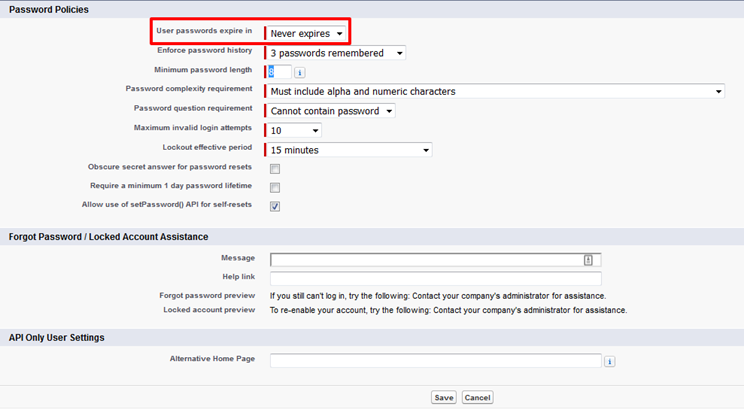 Password Policies
User passwords expire in Never expires
Enforce password history 3 passwords remembered
Minimum password length 8 i
Password complexity requirement Must include alpha and numeric characters
Password question requirement Cannot contain password
Maximum invalid login attempts 10
Lockout effective period 15 minutes
Obscure secret answer for password resets
Require a minimum 1 day password lifetime
Allow use of setPassword() API for self-resets
Forgot Password / Locked Account Assistance
Message
Help link
Forgot password preview If you still can't log in, try the following: Contact your company's administrator for assistance.
Locked account preview To re-enable your account, try the following: Contact your company's administrator for assistance.
API Only User Settings
Alternative Home Page i
Save Cancel